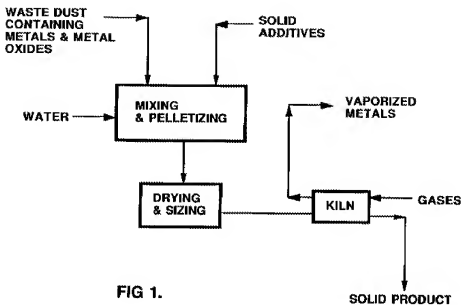 WASTE DUST
CONTAINING
METALS & METAL
OXIDES
SOLID
ADDITIVES
WATER
MIXING
& PELLETIZING
VAPORIZED
METALS
DRYING
& SIZING
KILN
GASES
FIG 1.
SOLID PRODUCT